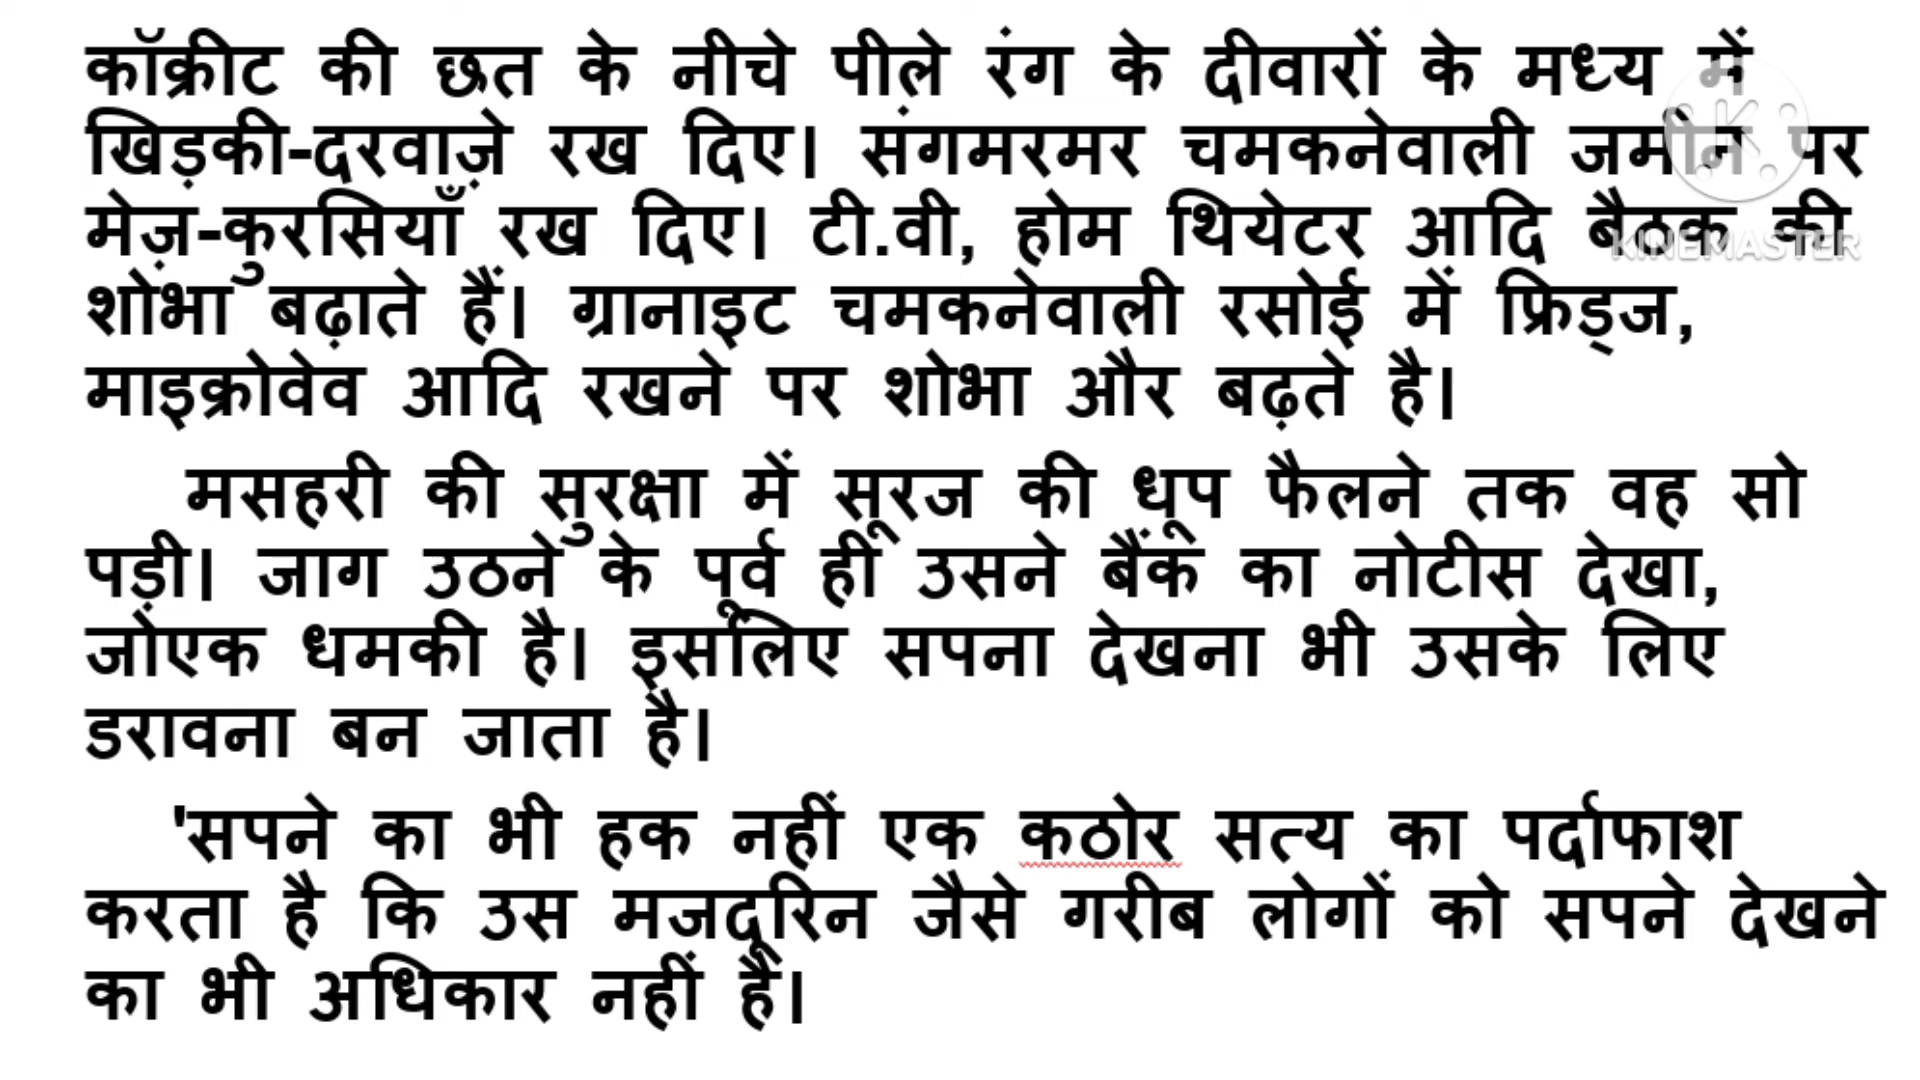 कॉक्रीट की छत के नीचे पीले रंग के दीवारों के मध्य में
खिड़की-दरवाज़े रख दिए। संगमरमर चमकनेवाली जमीन पर
मेज़-कुरसियाँ रख दिए। टी.वी, होम थियेटर आदि बैठक की
KINEMASTER
शोभा बढ़ाते हैं। ग्रानाइट चमकनेवाली रसोई में फ्रिड्ज,
माइक्रोवेव आदि रखने पर शोभा और बढ़ते है।
मसहरी की सुरक्षा में सूरज की धूप फैलने तक वह सो
पड़ी। जाग उठने के पूर्व ही उसने बैंक का नोटीस देखा,
जोएक धमकी है। इसलिए सपना देखना भी उसके लिए
डरावना बन जाता है।
'सपने का भी हक नहीं एक कठोर सत्य का पर्दाफाश
करता है कि उस मजदूरिन जैसे गरीब लोगों को सपने देखने
का भी अधिकार नहीं है।